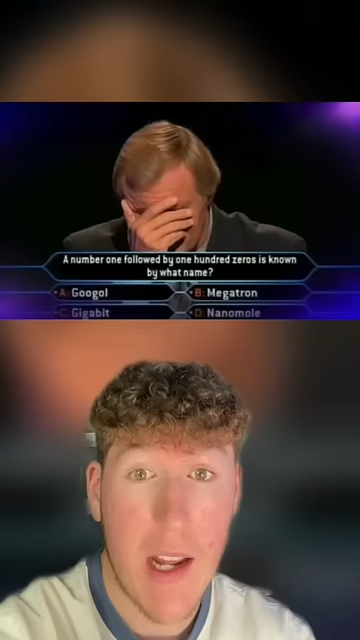 A number one followed by one hundred zeros is known
by what name?
A: Googol
B: Megatron
C: Gigabit
D: Nanomole